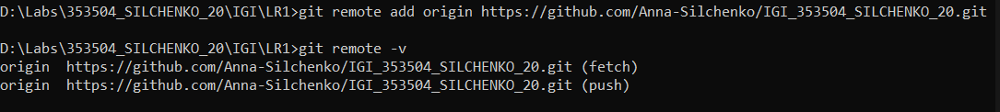 D:\Labs\353504_SILCHENKO_20\IGI\LR1>git remote add origin https://github.com/Anna-Silchenko/IGI_353504_SILCHENKO_20.git
D:\Labs\353504_SILCHENKO_20\IGI\LR1>git remote -v
origin  https://github.com/Anna-Silchenko/IGI_353504_SILCHENKO_20.git (fetch)
origin  https://github.com/Anna-Silchenko/IGI_353504_SILCHENKO_20.git (push)